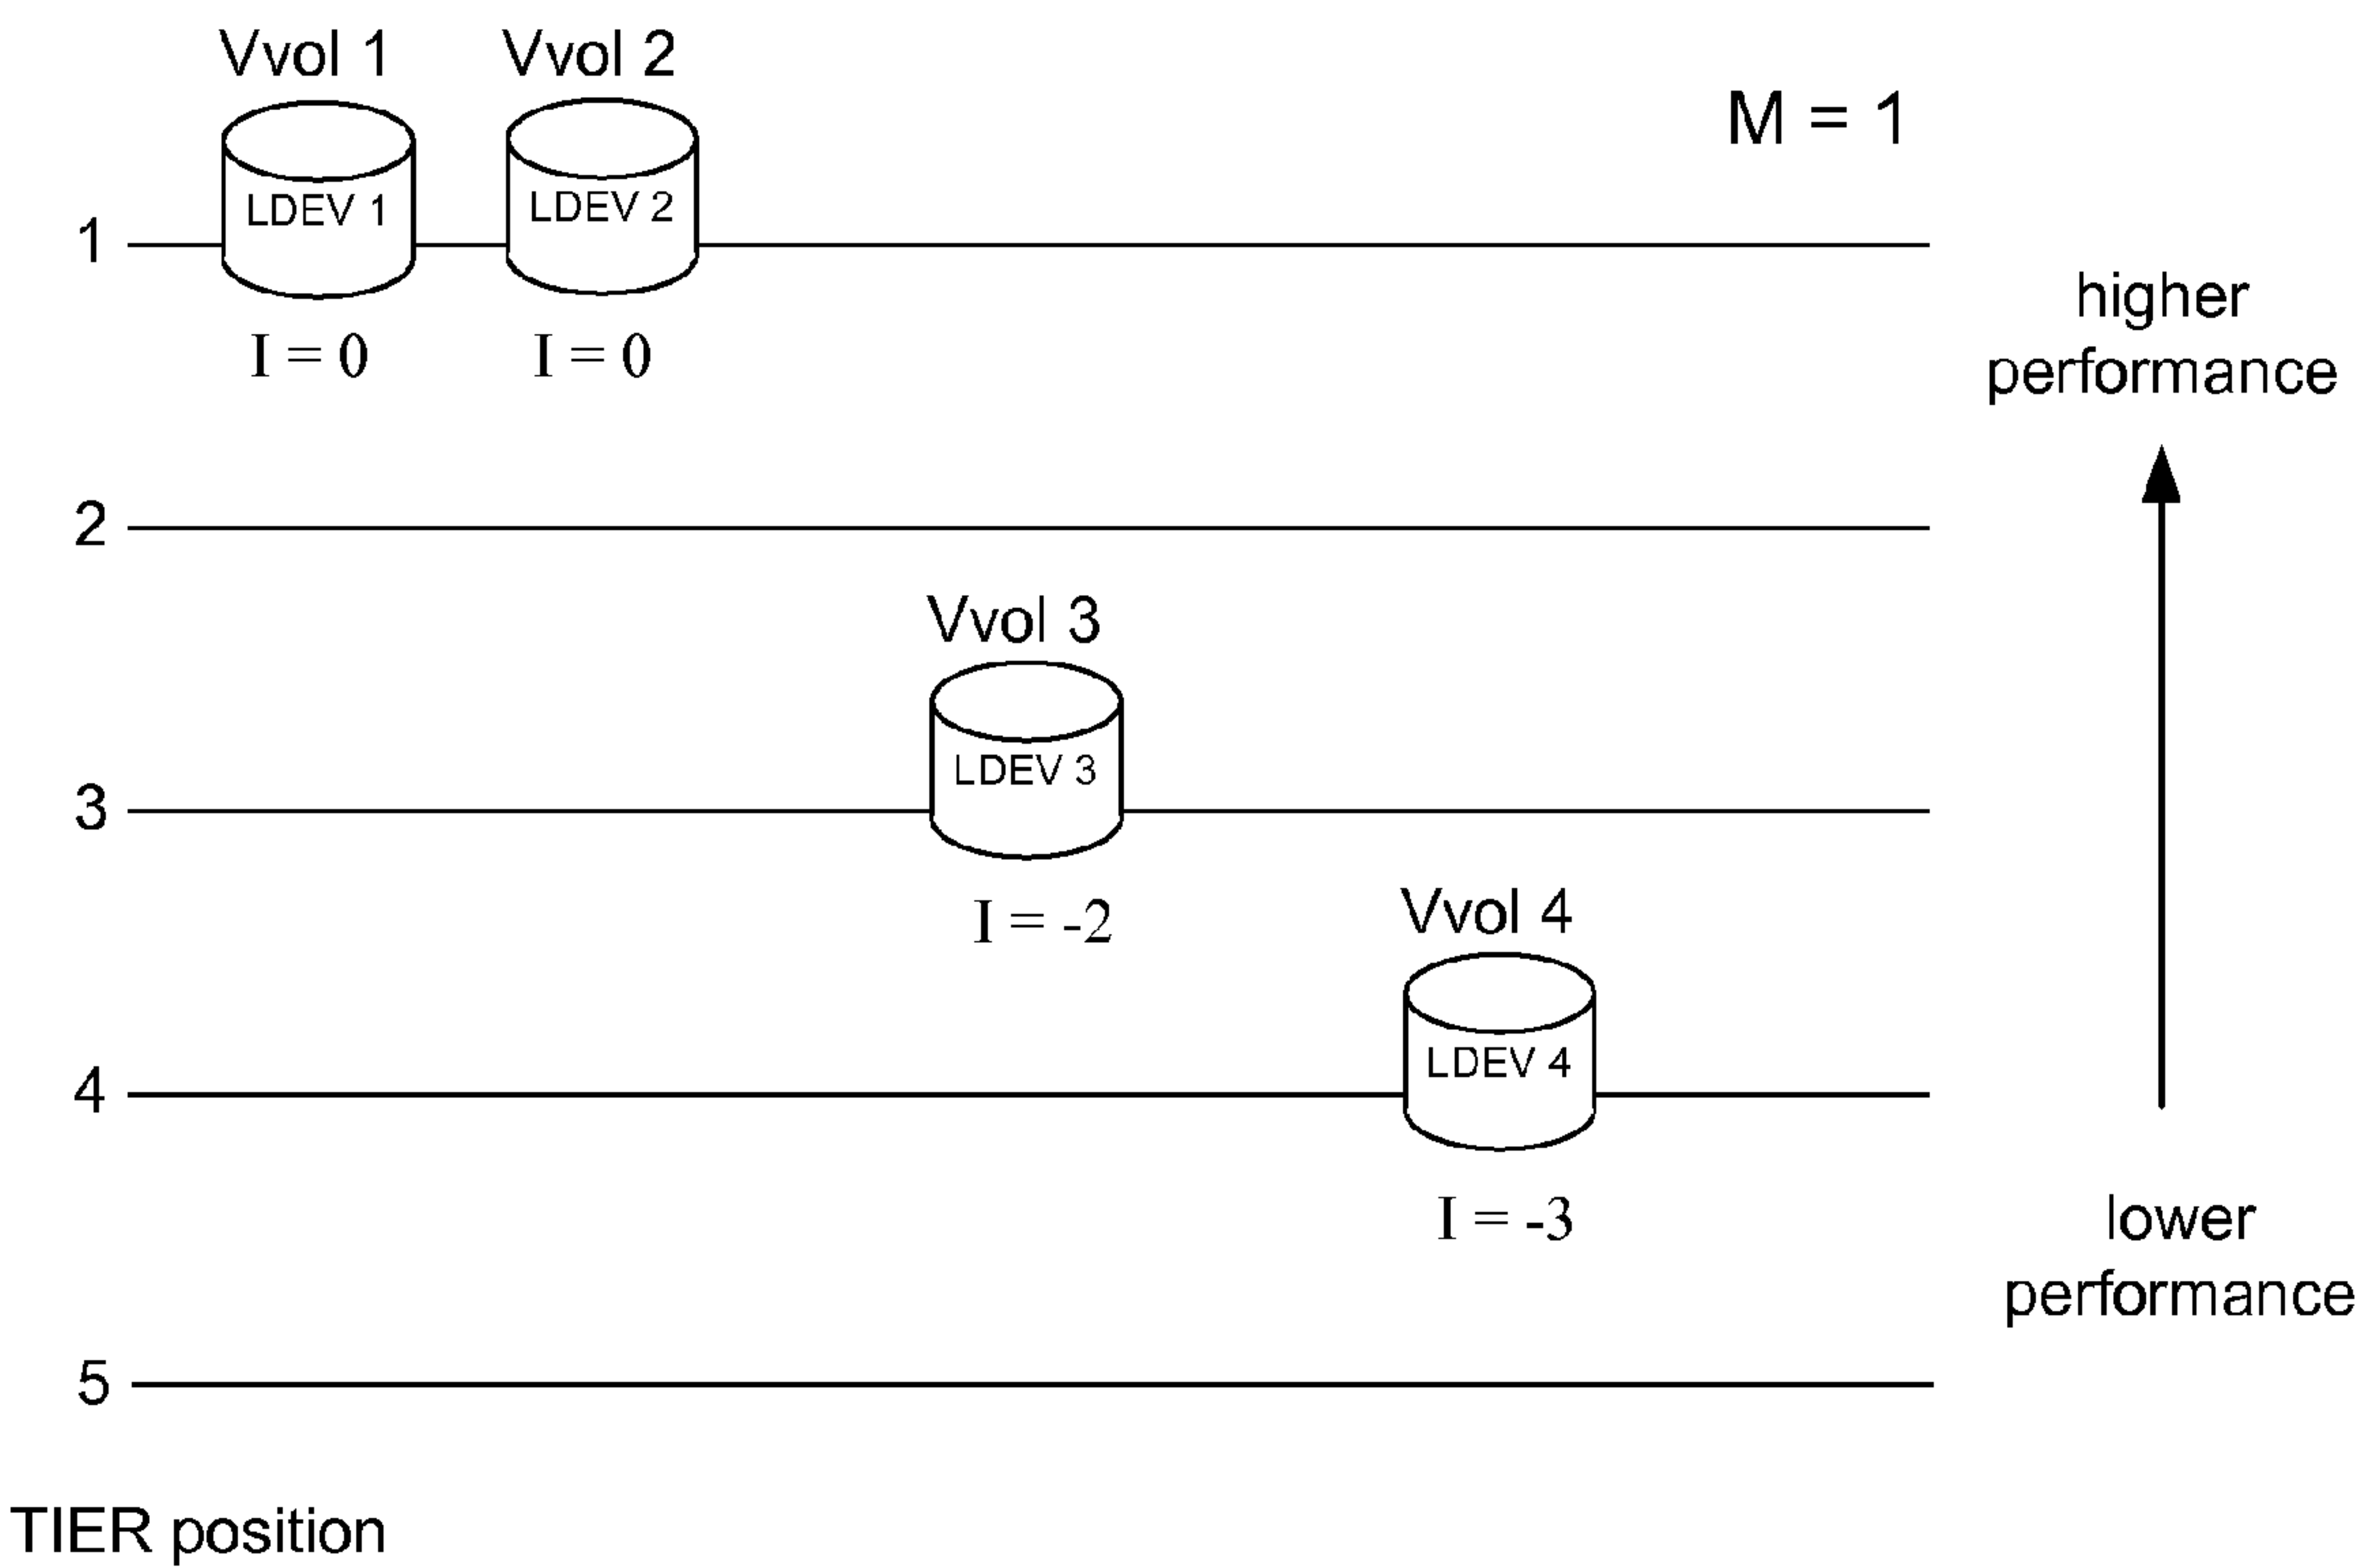 Vvol 1
Vvol 2
M = 1
LDEV 1
LDEV 2
1
higher
performance
I = 0
I = 0
2
Vvol 3
LDEV 3
3
I = -2
Vvol 4
LDEV 4
4
I = -3
lower
performance
5
TIER position